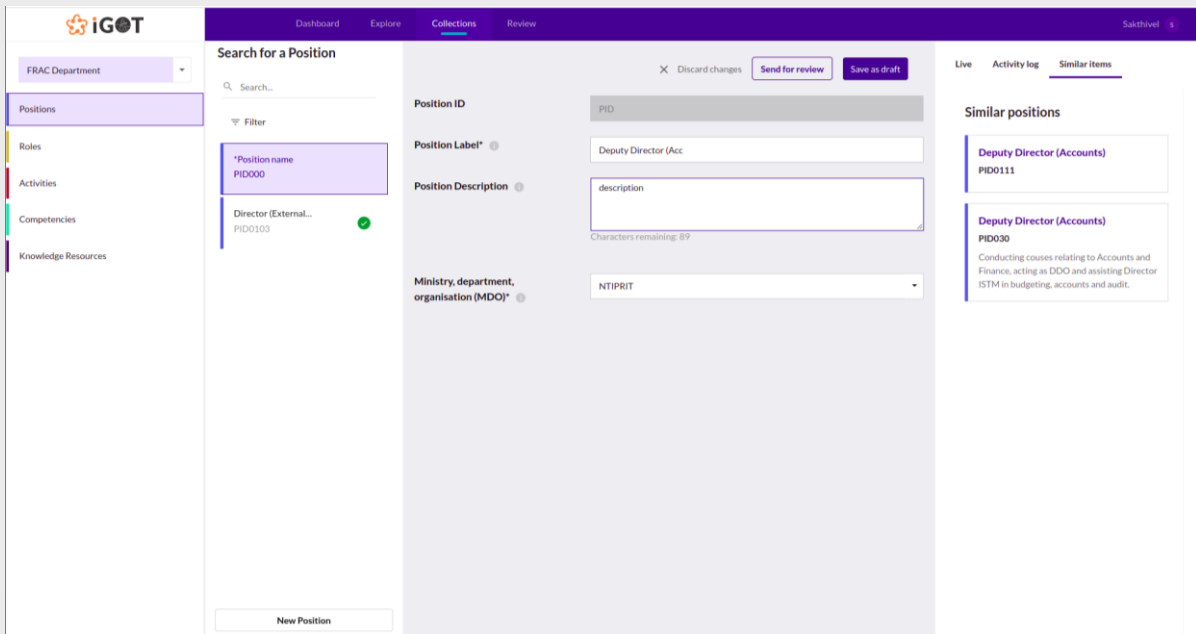 iGOT
Dashboard Explore Collections Review Sakthivel s
FRAC Department
Positions
Roles
Activities
Competencies
Knowledge Resources
Search for a Position
Search...
Filter
*Position name
PID000
Director (External...
PID0103
New Position
Discard changes Send for review Save as draft
Position ID PID
Position Label* Deputy Director (Acc
Position Description description
Characters remaining: 89
Ministry, department,
organisation (MDO)* NTIPRIT
Live Activity log Similar items
Similar positions
Deputy Director (Accounts)
PID0111
Deputy Director (Accounts)
PID030
Conducting couses relating to Accounts and
Finance, acting as DDO and assisting Director
ISTM in budgeting, accounts and audit.